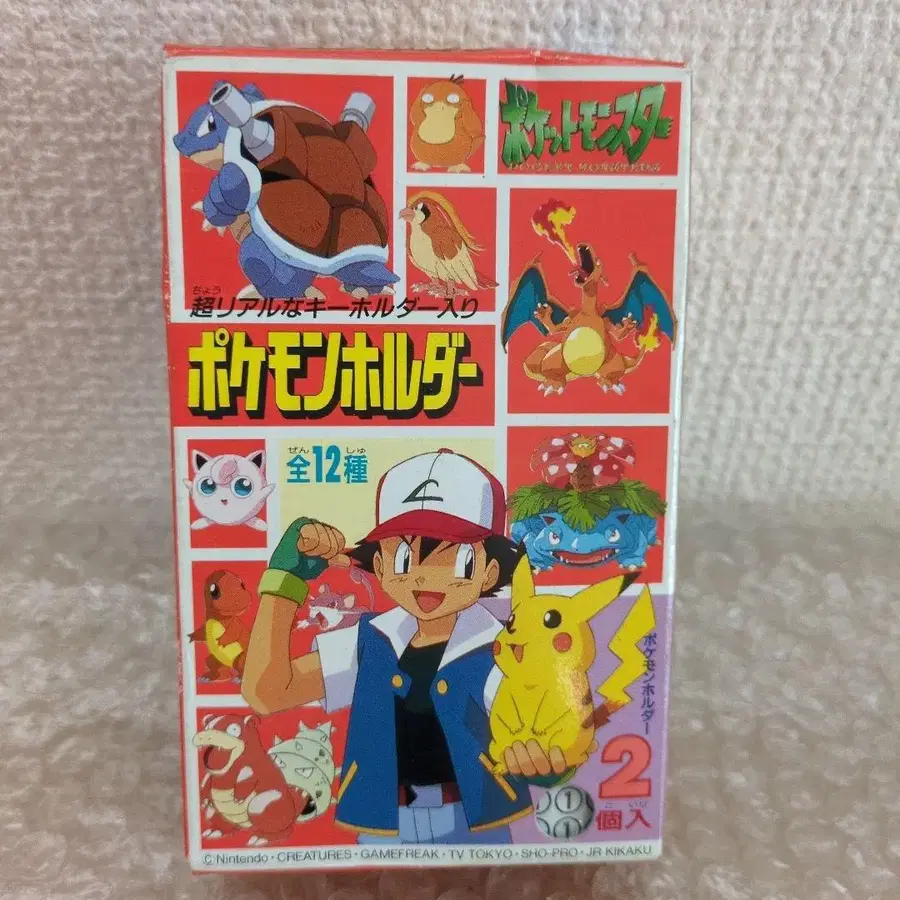 ポケットモンスター
ちょう
超リアルなキーホルダー入り
ポケモンホルダー
ぜん しゅ
全12種
ポケモンホルダー
2
こ いり
個入
1
1
©Nintendo・CREATURES・GAMEFREAK・TV TOKYO・SHO-PRO・JR KIKAKU